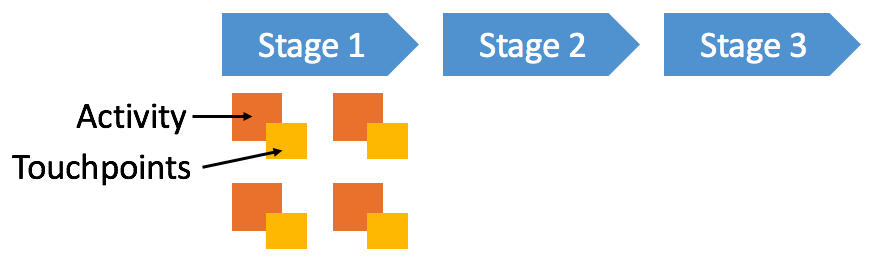 Stage 1
Stage 2
Stage 3
Activity
Touchpoints